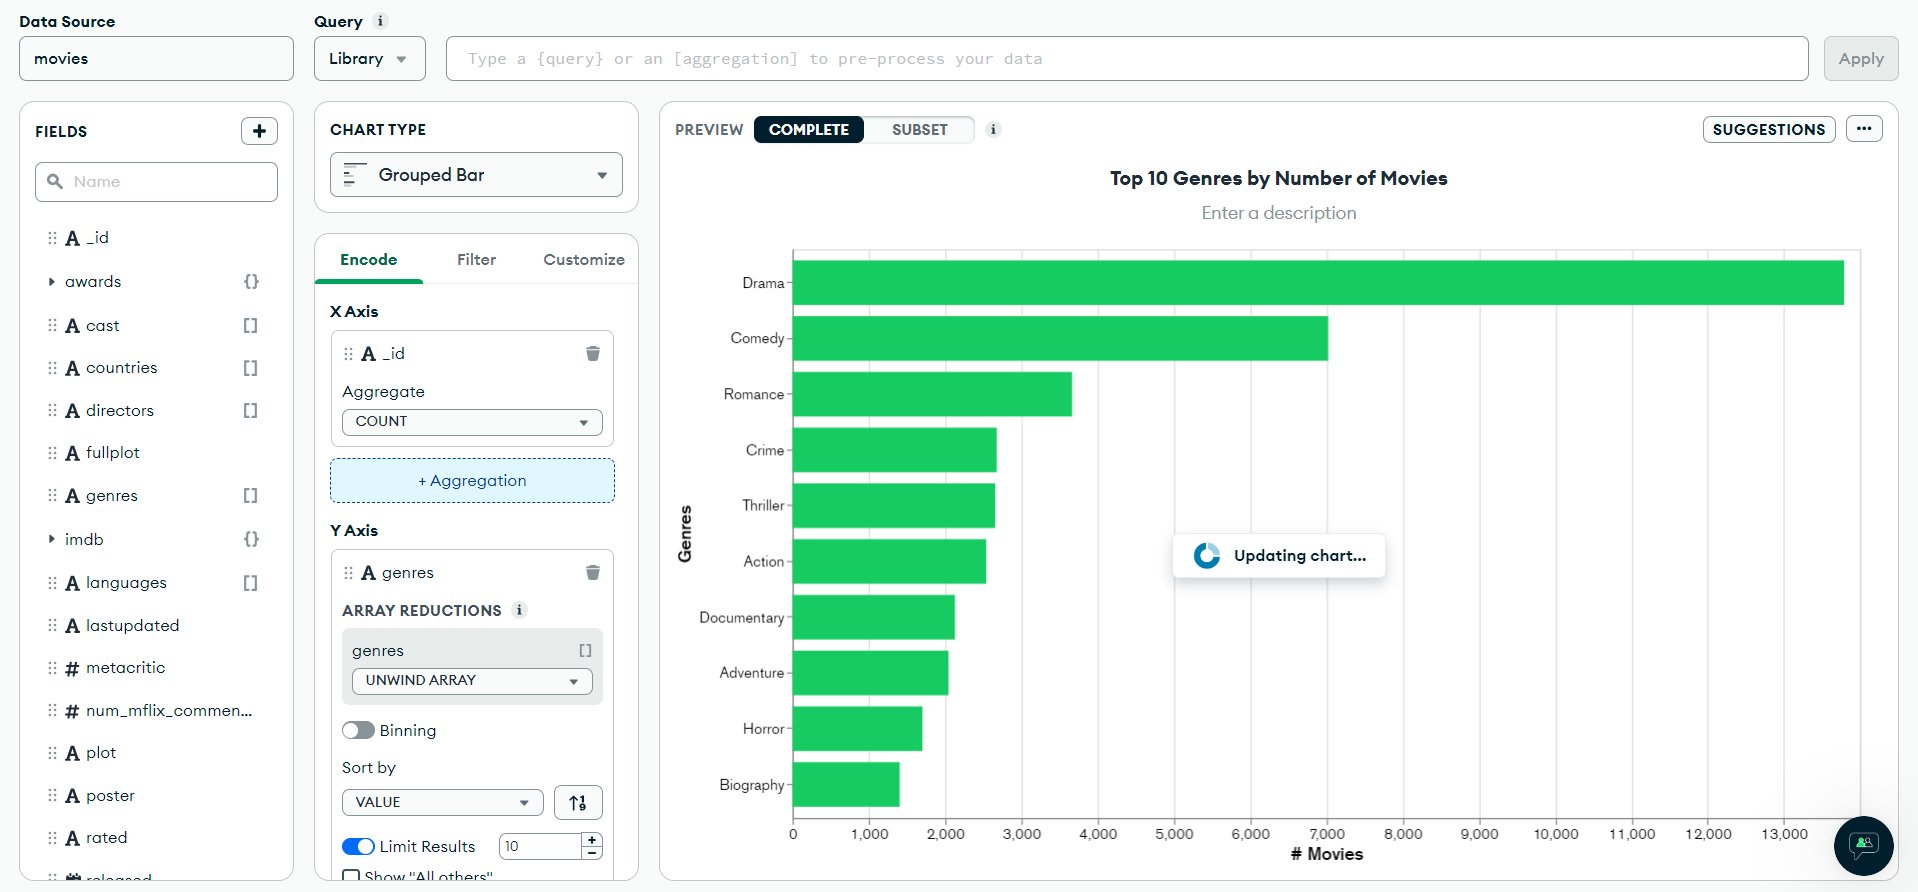 Data Source
movies
Query i
Library
Type a {query} or an [aggregation] to pre-process your data
Apply
FIELDS
+
Name
A _id
awards {}
A cast []
A countries []
A directors []
A fullplot
A genres []
imdb {}
A languages []
A lastupdated
# metacritic
# num_mflix_commen...
A plot
A poster
A rated
released
CHART TYPE
Grouped Bar
Encode Filter Customize
X Axis
A _id
Aggregate
COUNT
+ Aggregation
Y Axis
A genres
ARRAY REDUCTIONS i
genres []
UNWIND ARRAY
Binning
Sort by
VALUE
↑1 9
Limit Results 10 + −
Show "All others"
PREVIEW COMPLETE SUBSET i
SUGGESTIONS ...
Top 10 Genres by Number of Movies
Enter a description
Genres
Drama
Comedy
Romance
Crime
Thriller
Action
Documentary
Adventure
Horror
Biography
Updating chart...
0 1,000 2,000 3,000 4,000 5,000 6,000 7,000 8,000 9,000 10,000 11,000 12,000 13,000
# Movies